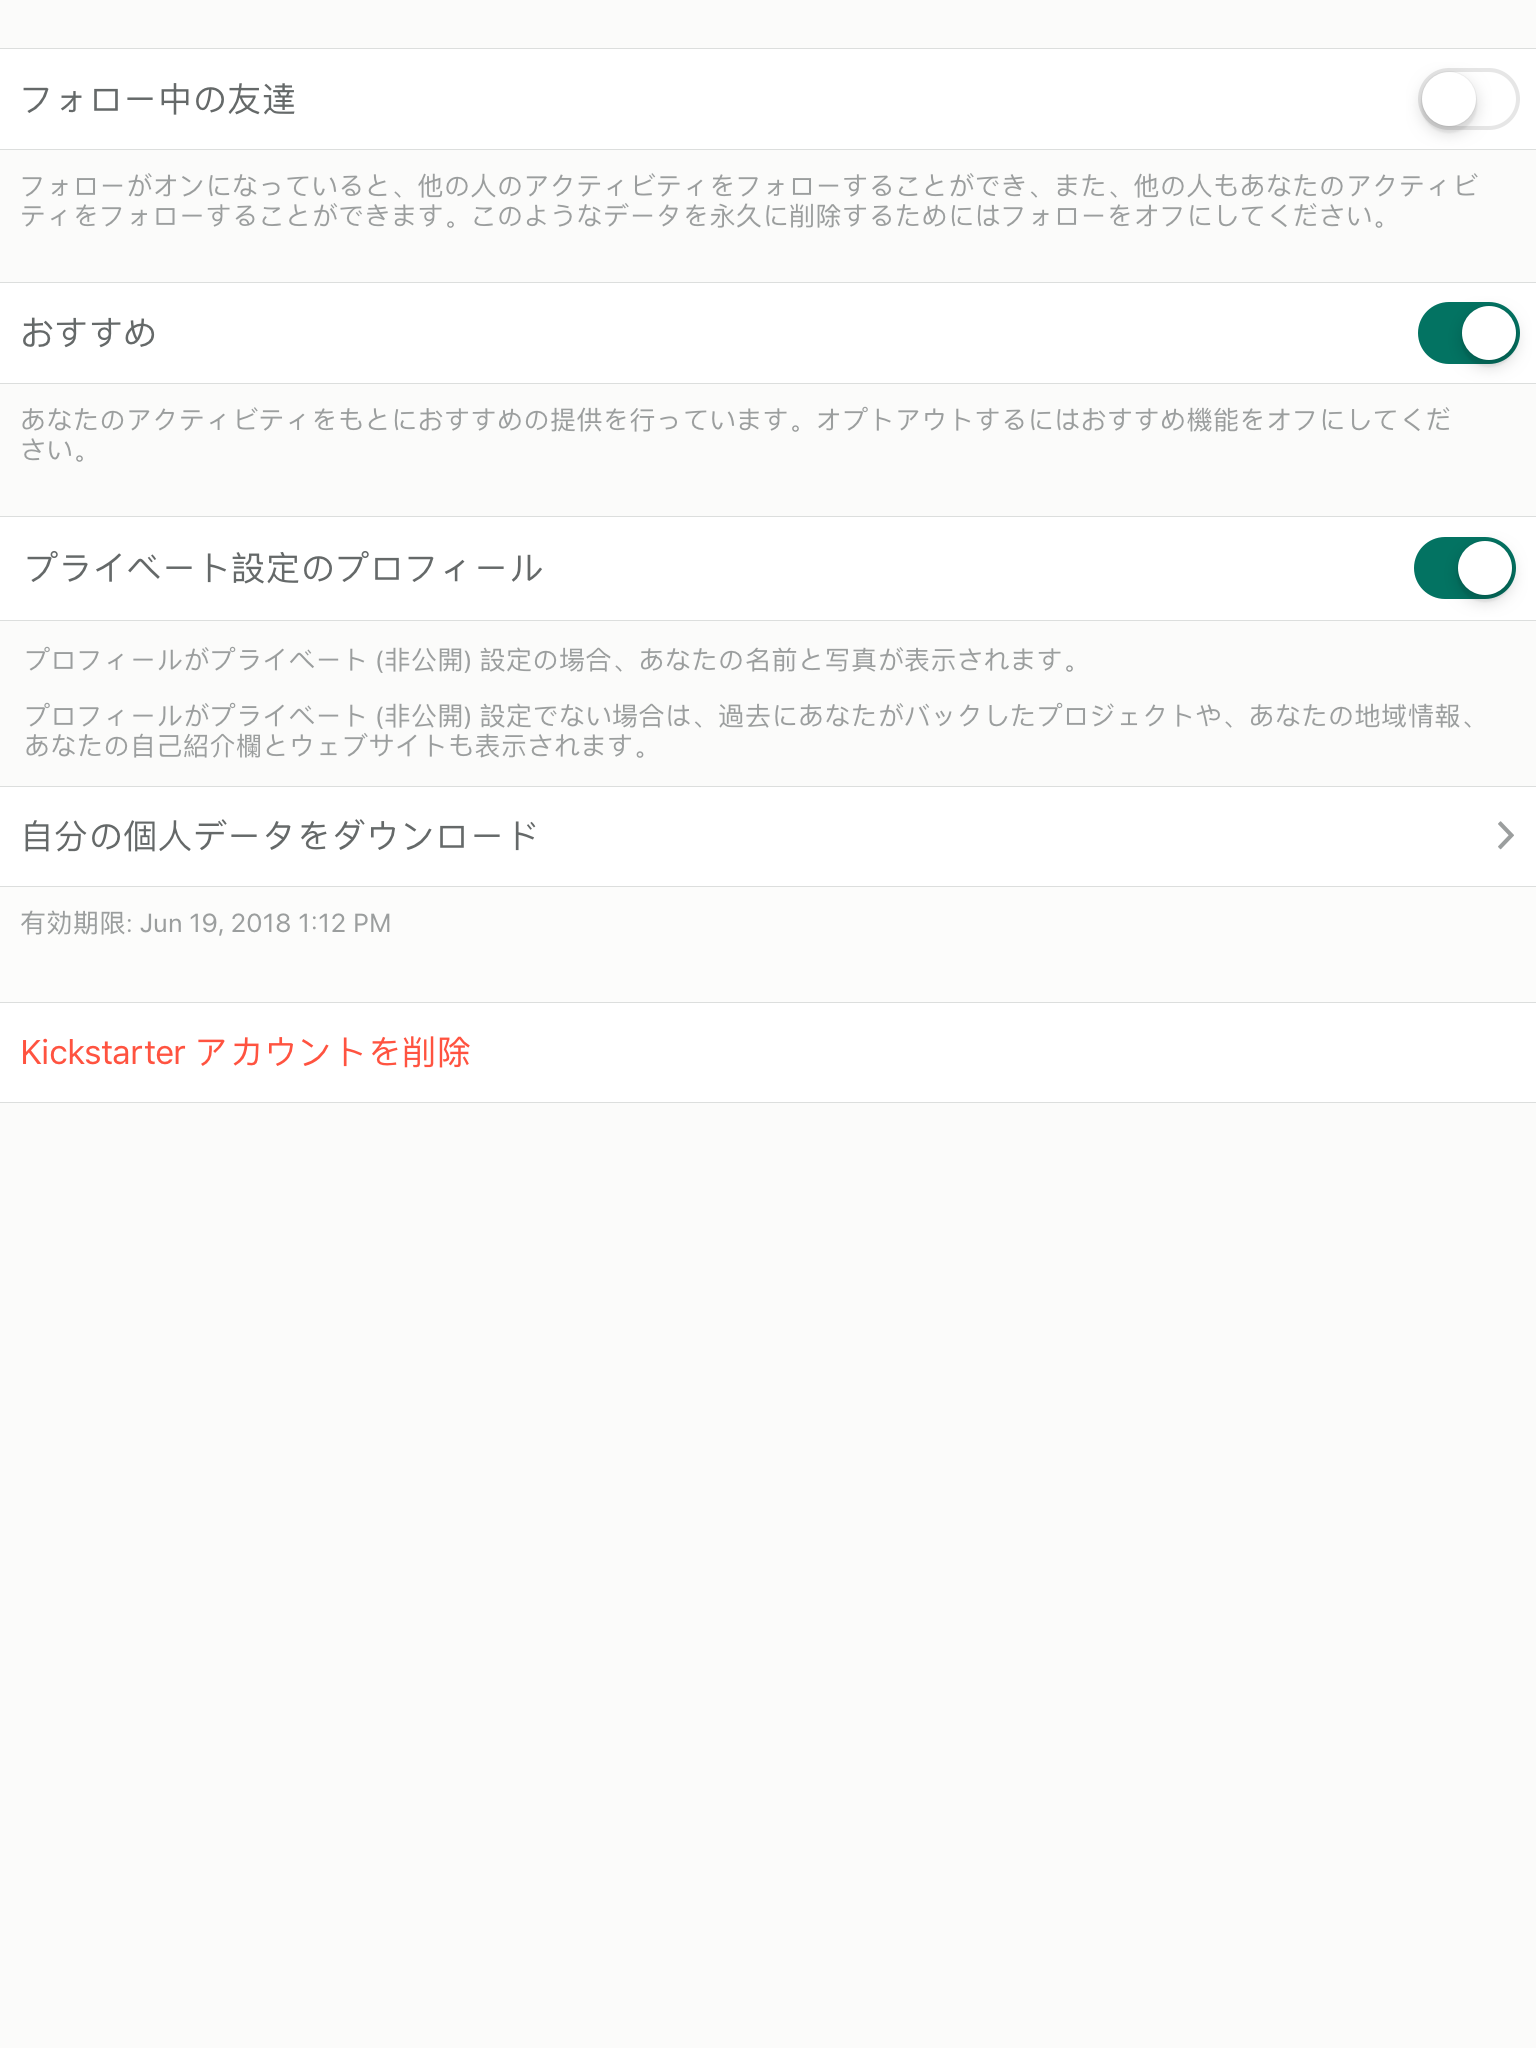 フォロー中の友達
フォローがオンになっていると、他の人のアクティビティをフォローすることができ、また、他の人もあなたのアクティビ
ティをフォローすることができます。このようなデータを永久に削除するためにはフォローをオフにしてください。
おすすめ
あなたのアクティビティをもとにおすすめの提供を行っています。オプトアウトするにはおすすめ機能をオフにしてくだ
さい。
プライベート設定のプロフィール
プロフィールがプライベート (非公開) 設定の場合、あなたの名前と写真が表示されます。
プロフィールがプライベート (非公開) 設定でない場合は、過去にあなたがバックしたプロジェクトや、あなたの地域情報、
あなたの自己紹介欄とウェブサイトも表示されます。
自分の個人データをダウンロード
有効期限: Jun 19, 2018 1:12 PM
Kickstarter アカウントを削除